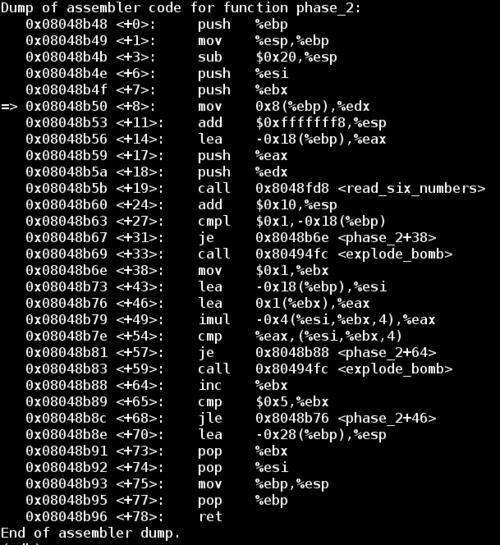 Dump of assembler code for function phase_2:
   0x08048b48 <+0>:     push   %ebp
   0x08048b49 <+1>:     mov    %esp,%ebp
   0x08048b4b <+3>:     sub    $0x20,%esp
   0x08048b4e <+6>:     push   %esi
   0x08048b4f <+7>:     push   %ebx
=> 0x08048b50 <+8>:     mov    0x8(%ebp),%edx
   0x08048b53 <+11>:    add    $0xfffffff8,%esp
   0x08048b56 <+14>:    lea    -0x18(%ebp),%eax
   0x08048b59 <+17>:    push   %eax
   0x08048b5a <+18>:    push   %edx
   0x08048b5b <+19>:    call   0x8048fd8 <read_six_numbers>
   0x08048b60 <+24>:    add    $0x10,%esp
   0x08048b63 <+27>:    cmpl   $0x1,-0x18(%ebp)
   0x08048b67 <+31>:    je     0x8048b6e <phase_2+38>
   0x08048b69 <+33>:    call   0x80494fc <explode_bomb>
   0x08048b6e <+38>:    mov    $0x1,%ebx
   0x08048b73 <+43>:    lea    -0x18(%ebp),%esi
   0x08048b76 <+46>:    lea    0x1(%ebx),%eax
   0x08048b79 <+49>:    imul   -0x4(%esi,%ebx,4),%eax
   0x08048b7e <+54>:    cmp    %eax,(%esi,%ebx,4)
   0x08048b81 <+57>:    je     0x8048b88 <phase_2+64>
   0x08048b83 <+59>:    call   0x80494fc <explode_bomb>
   0x08048b88 <+64>:    inc    %ebx
   0x08048b89 <+65>:    cmp    $0x5,%ebx
   0x08048b8c <+68>:    jle    0x8048b76 <phase_2+46>
   0x08048b8e <+70>:    lea    -0x28(%ebp),%esp
   0x08048b91 <+73>:    pop    %ebx
   0x08048b92 <+74>:    pop    %esi
   0x08048b93 <+75>:    mov    %ebp,%esp
   0x08048b95 <+77>:    pop    %ebp
   0x08048b96 <+78>:    ret
End of assembler dump.